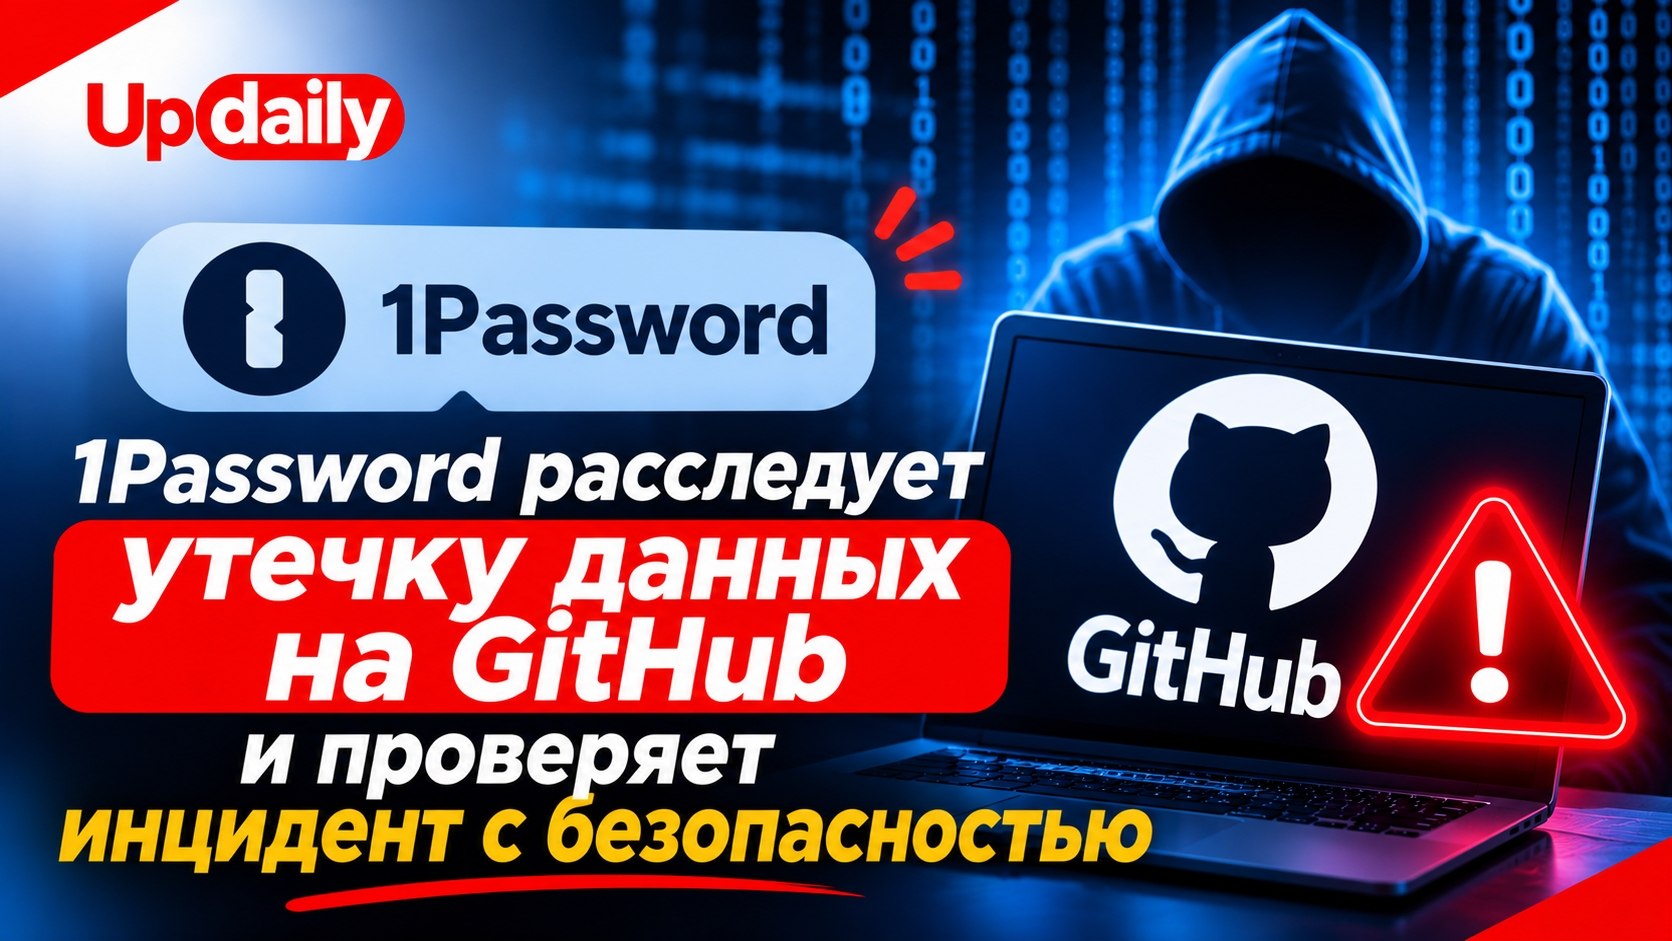 Updaily
1Password
1Password расследует
утечку данных
на GitHub
и проверяет
инцидент с безопасностью
GitHub